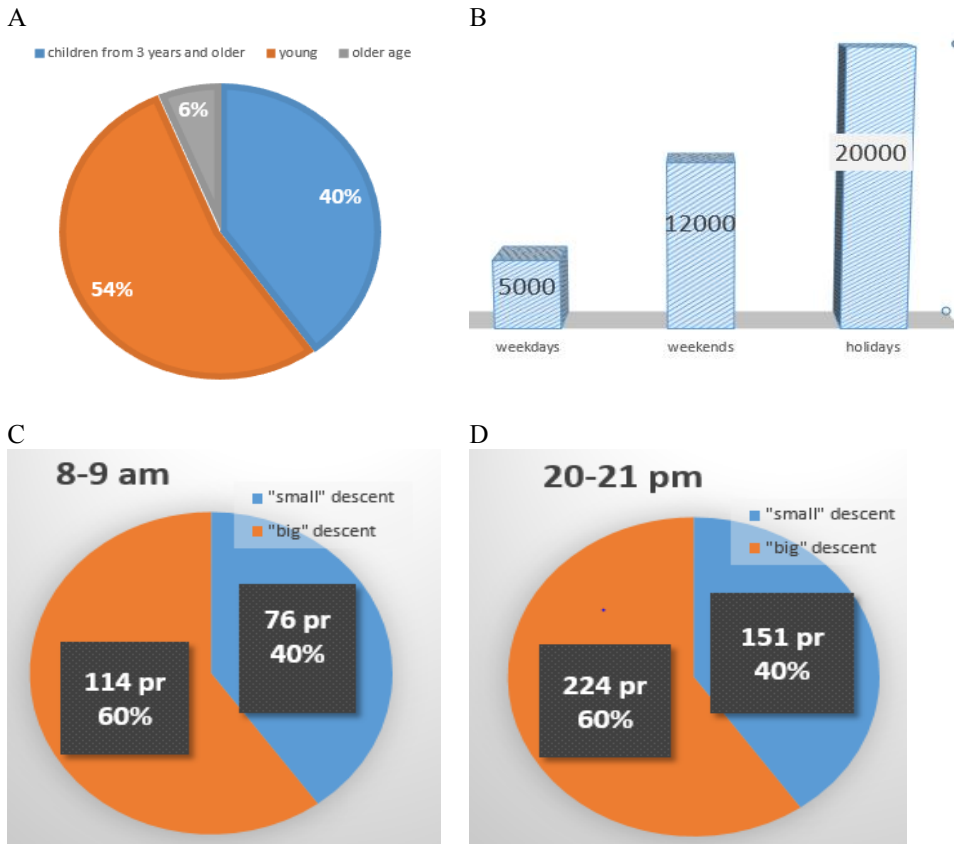 A
children from 3 years and older young older age
6%
40%
54%
B
20000
12000
5000
weekdays weekends holidays
C
8-9 am
"small" descent
"big" descent
76 pr
40%
114 pr
60%
D
20-21 pm
"small" descent
"big" descent
151 pr
40%
224 pr
60%